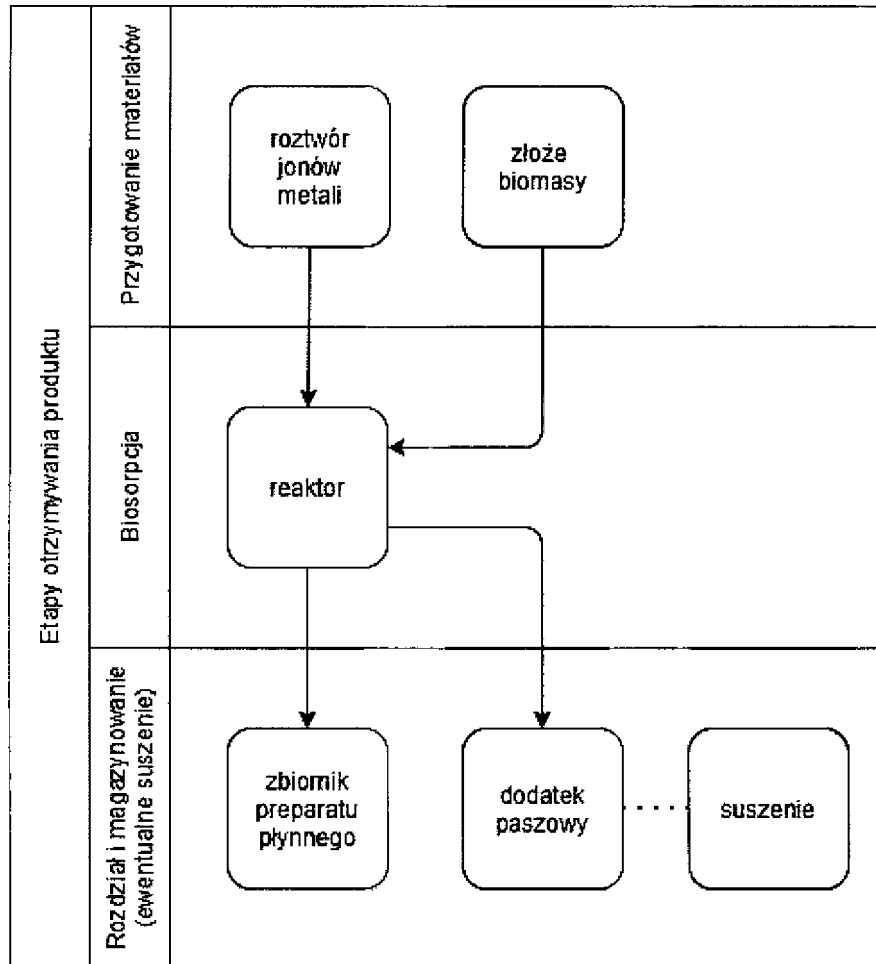 Etapy otrzymywania produktu
Przygotowanie materiałów
roztwór
jonów
metali
złoże
biomasy
Biosorpcja
reaktor
Rozdział i magazynowanie
(ewentualne suszenie)
zbiornik
preparatu
płynnego
dodatek
paszowy
suszenie